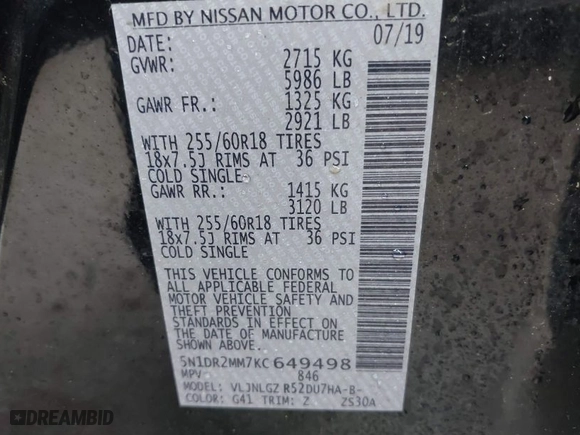 MFD BY NISSAN MOTOR CO., LTD.
DATE: 07/19
GVWR: 2715 KG
5986 LB
GAWR FR.: 1325 KG
2921 LB
WITH 255/60R18 TIRES
18x7.5J RIMS AT 36 PSI
COLD SINGLE
GAWR RR.: 1415 KG
3120 LB
WITH 255/60R18 TIRES
18x7.5J RIMS AT 36 PSI
COLD SINGLE
THIS VEHICLE CONFORMS TO
ALL APPLICABLE FEDERAL
MOTOR VEHICLE SAFETY AND
THEFT PREVENTION
STANDARDS IN EFFECT ON
THE DATE OF MANUFACTURE
SHOWN ABOVE.
5N1DR2MM7KC649498
MPV 846
MODEL: VLJNLGZ R52DU7HA-B-
COLOR: G41 TRIM: Z ZS30A
DREAMBID